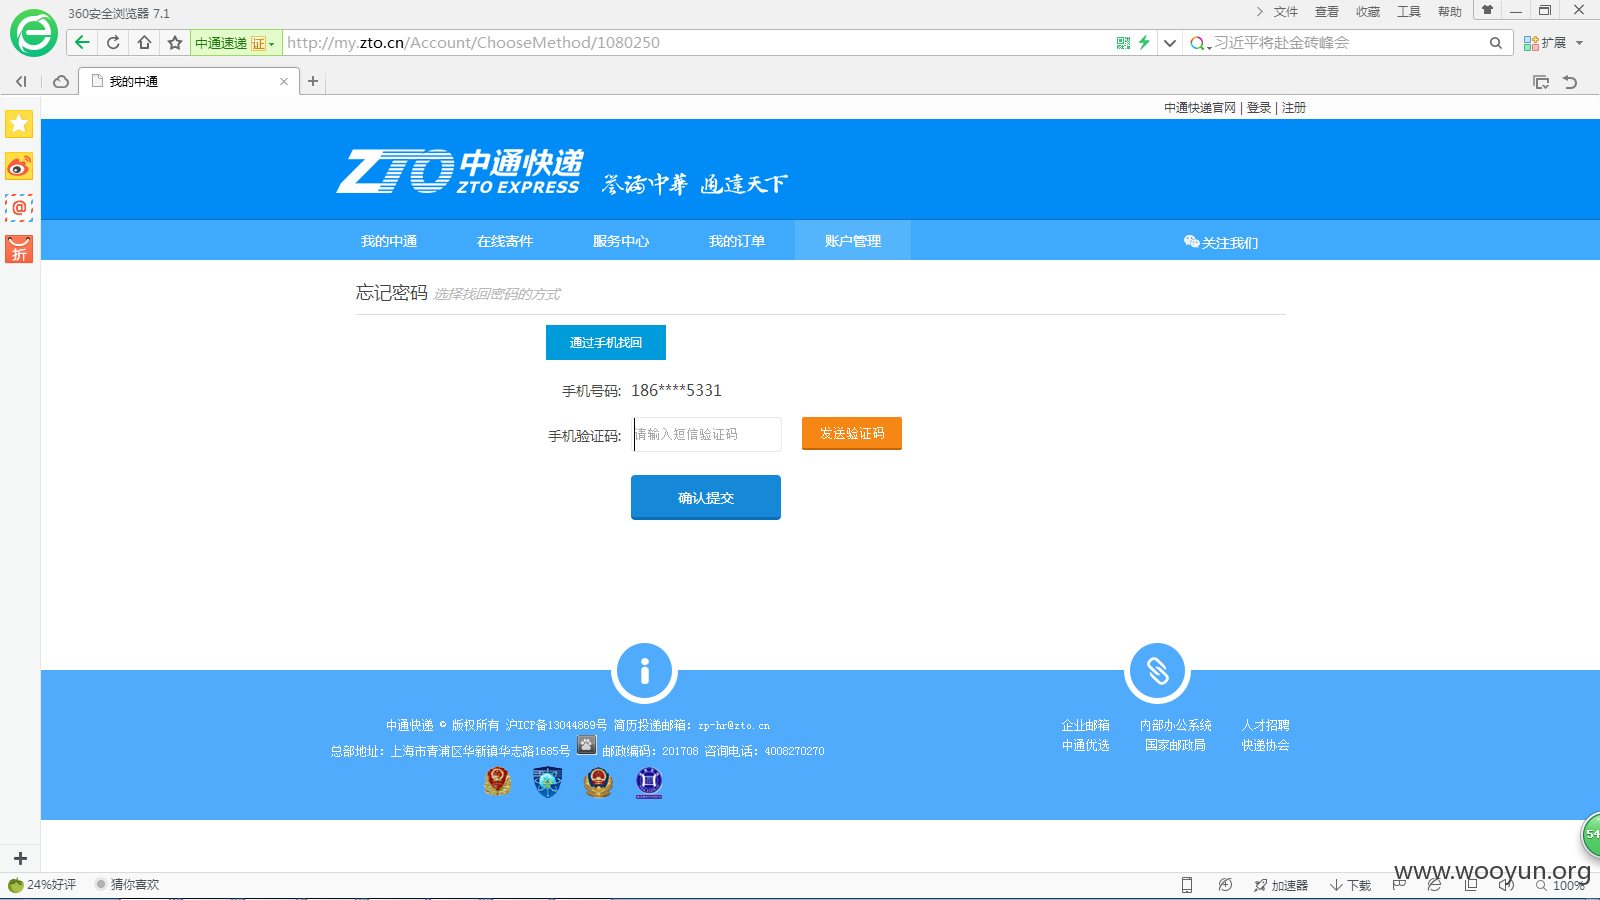 360安全浏览器 7.1
文件 查看 收藏 工具 帮助
中通速递 证 http://my.zto.cn/Account/ChooseMethod/1080250 习近平将赴金砖峰会 扩展
我的中通
中通快递官网 | 登录 | 注册
ZTO 中通快递
ZTO EXPRESS
誉满中华 通达天下
我的中通 在线寄件 服务中心 我的订单 账户管理 关注我们
忘记密码 选择找回密码的方式
通过手机找回
手机号码: 186****5331
手机验证码: 请输入短信验证码 发送验证码
确认提交
中通快递 © 版权所有 沪ICP备13044869号 简历投递邮箱: zp-hr@zto.cn
总部地址: 上海市青浦区华新镇华志路1685号 邮政编码: 201708 咨询电话: 4008270270
企业邮箱 内部办公系统 人才招聘
中通优选 国家邮政局 快递协会
折
54
www.wooyun.org
24%好评 猜你喜欢 加速器 下载 100%